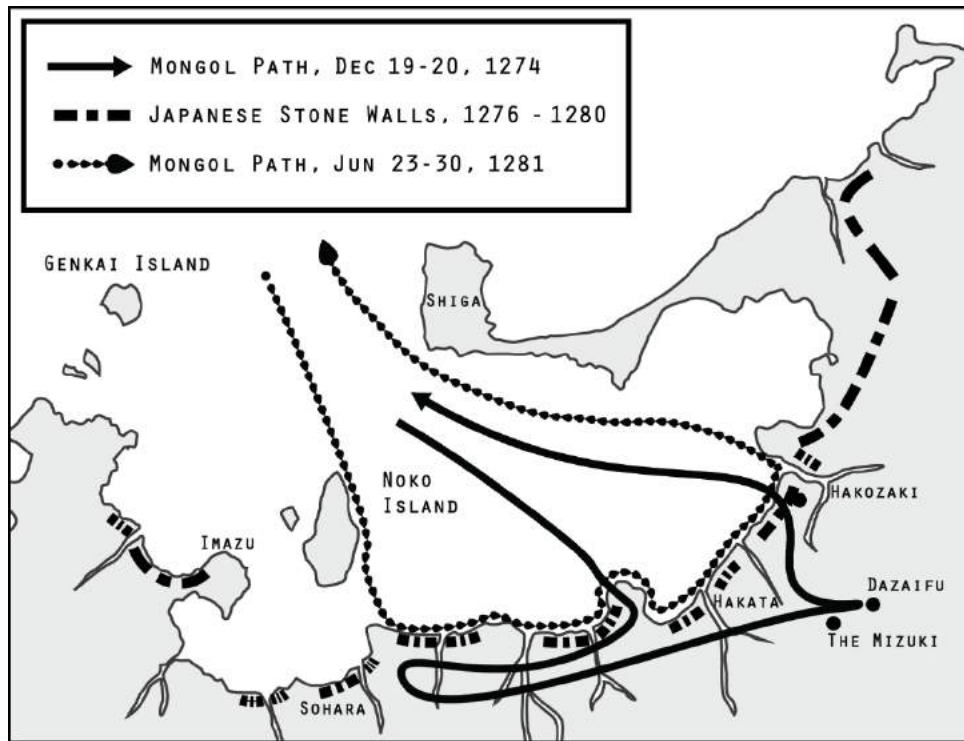 Mongol Path, Dec 19-20, 1274
Japanese Stone Walls, 1276 - 1280
Mongol Path, Jun 23-30, 1281
Genkai Island
Shiga
Noko
Island
Hakozaki
Imazu
Hakata
Dazaifu
The Mizuki
Sohara